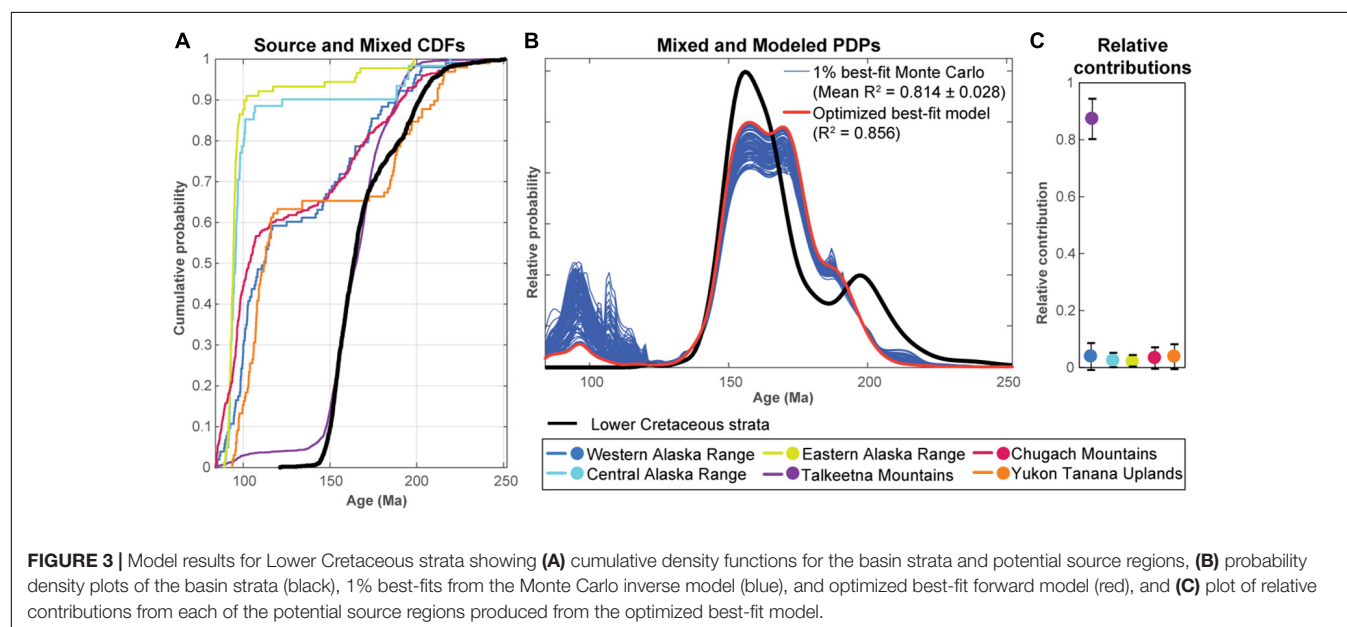 A
Source and Mixed CDFs
1
0.9
0.8
0.7
0.6
0.5
0.4
0.3
0.2
0.1
0
Cumulative probability
100
150
200
250
Age (Ma)
B
Mixed and Modeled PDPs
1% best-fit Monte Carlo
(Mean R² = 0.814 ± 0.028)
Optimized best-fit model
(R² = 0.856)
Relative probability
100
150
200
250
Age (Ma)
C
Relative
contributions
1
0.8
0.6
0.4
0.2
0
Relative contribution
Lower Cretaceous strata
Western Alaska Range
Eastern Alaska Range
Chugach Mountains
Central Alaska Range
Talkeetna Mountains
Yukon Tanana Uplands
FIGURE 3 | Model results for Lower Cretaceous strata showing (A) cumulative density functions for the basin strata and potential source regions, (B) probability
density plots of the basin strata (black), 1% best-fits from the Monte Carlo inverse model (blue), and optimized best-fit forward model (red), and (C) plot of relative
contributions from each of the potential source regions produced from the optimized best-fit model.